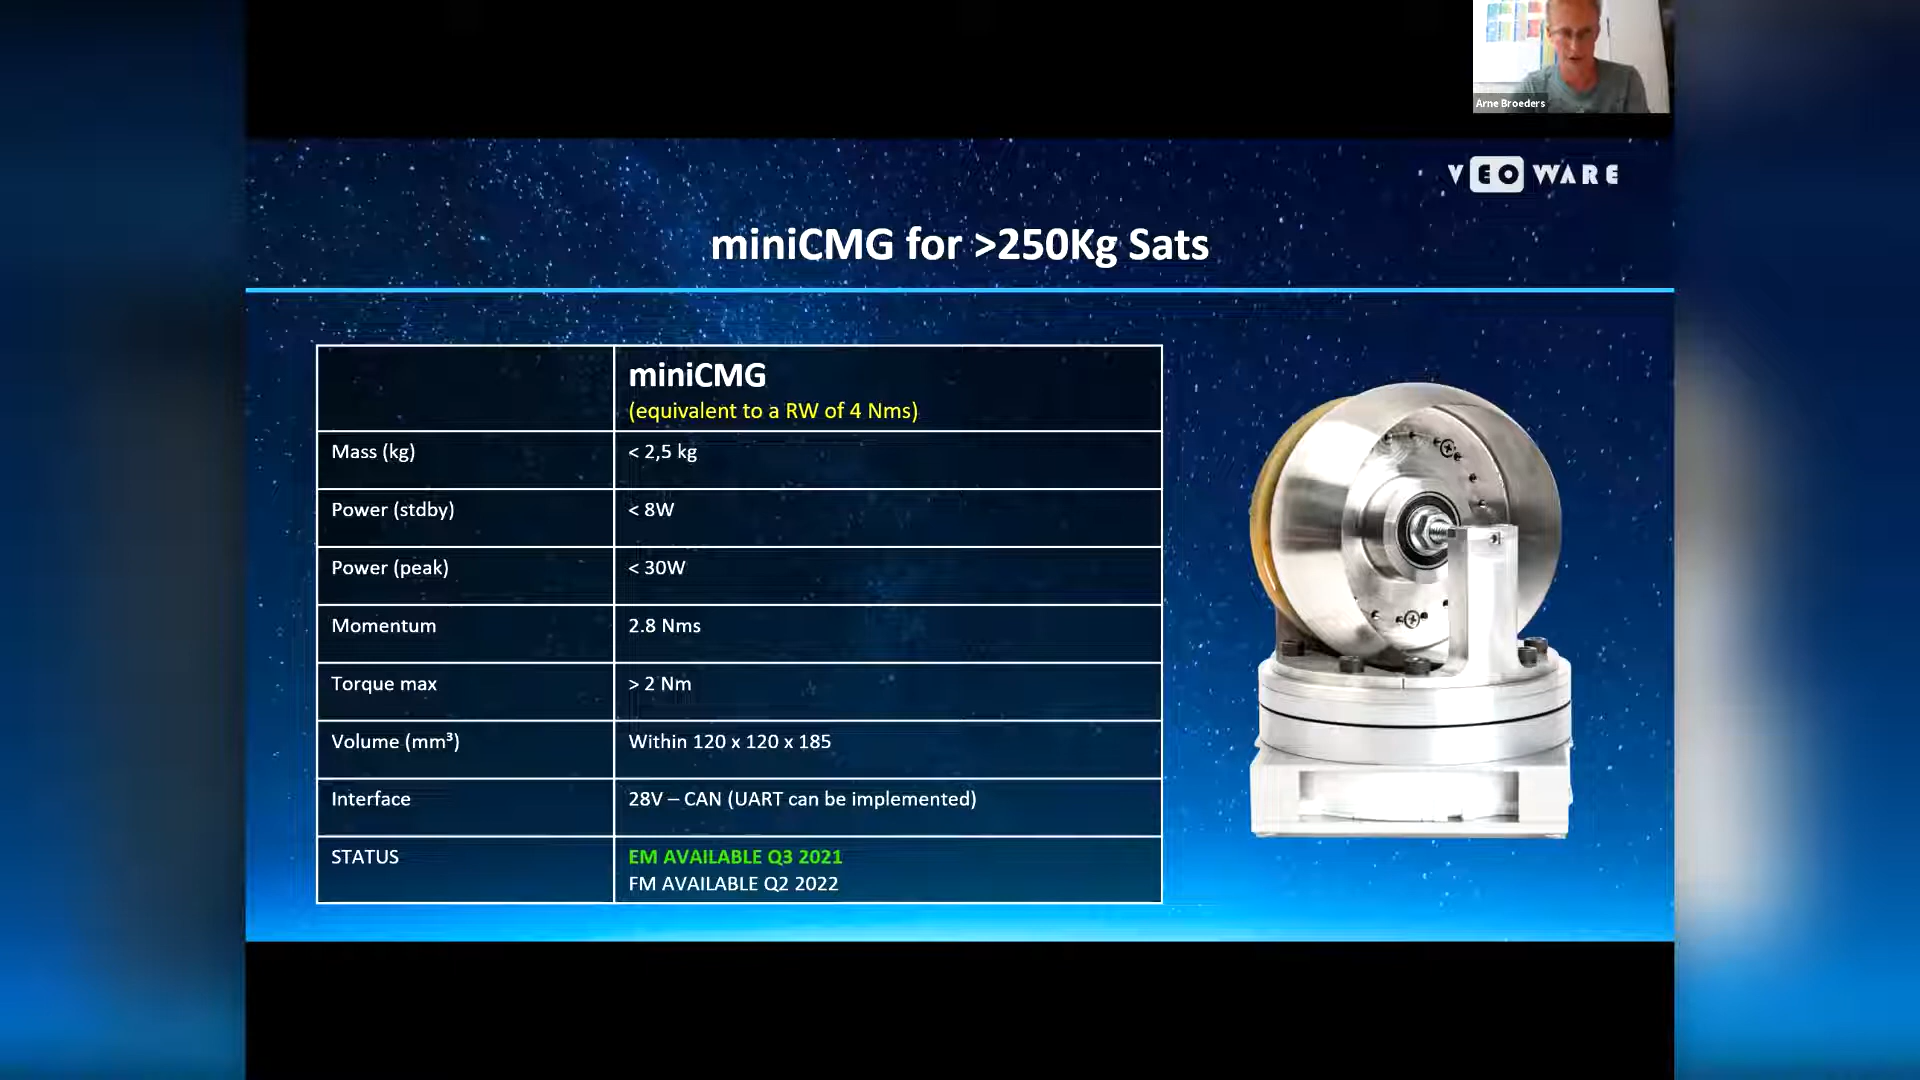 Arne Broeders
VEOWARE
miniCMG for >250Kg Sats
miniCMG
(equivalent to a RW of 4 Nms)
Mass (kg)
< 2,5 kg
Power (stdby)
< 8W
Power (peak)
< 30W
Momentum
2.8 Nms
Torque max
> 2 Nm
Volume (mm³)
Within 120 x 120 x 185
Interface
28V – CAN (UART can be implemented)
STATUS
EM AVAILABLE Q3 2021
FM AVAILABLE Q2 2022